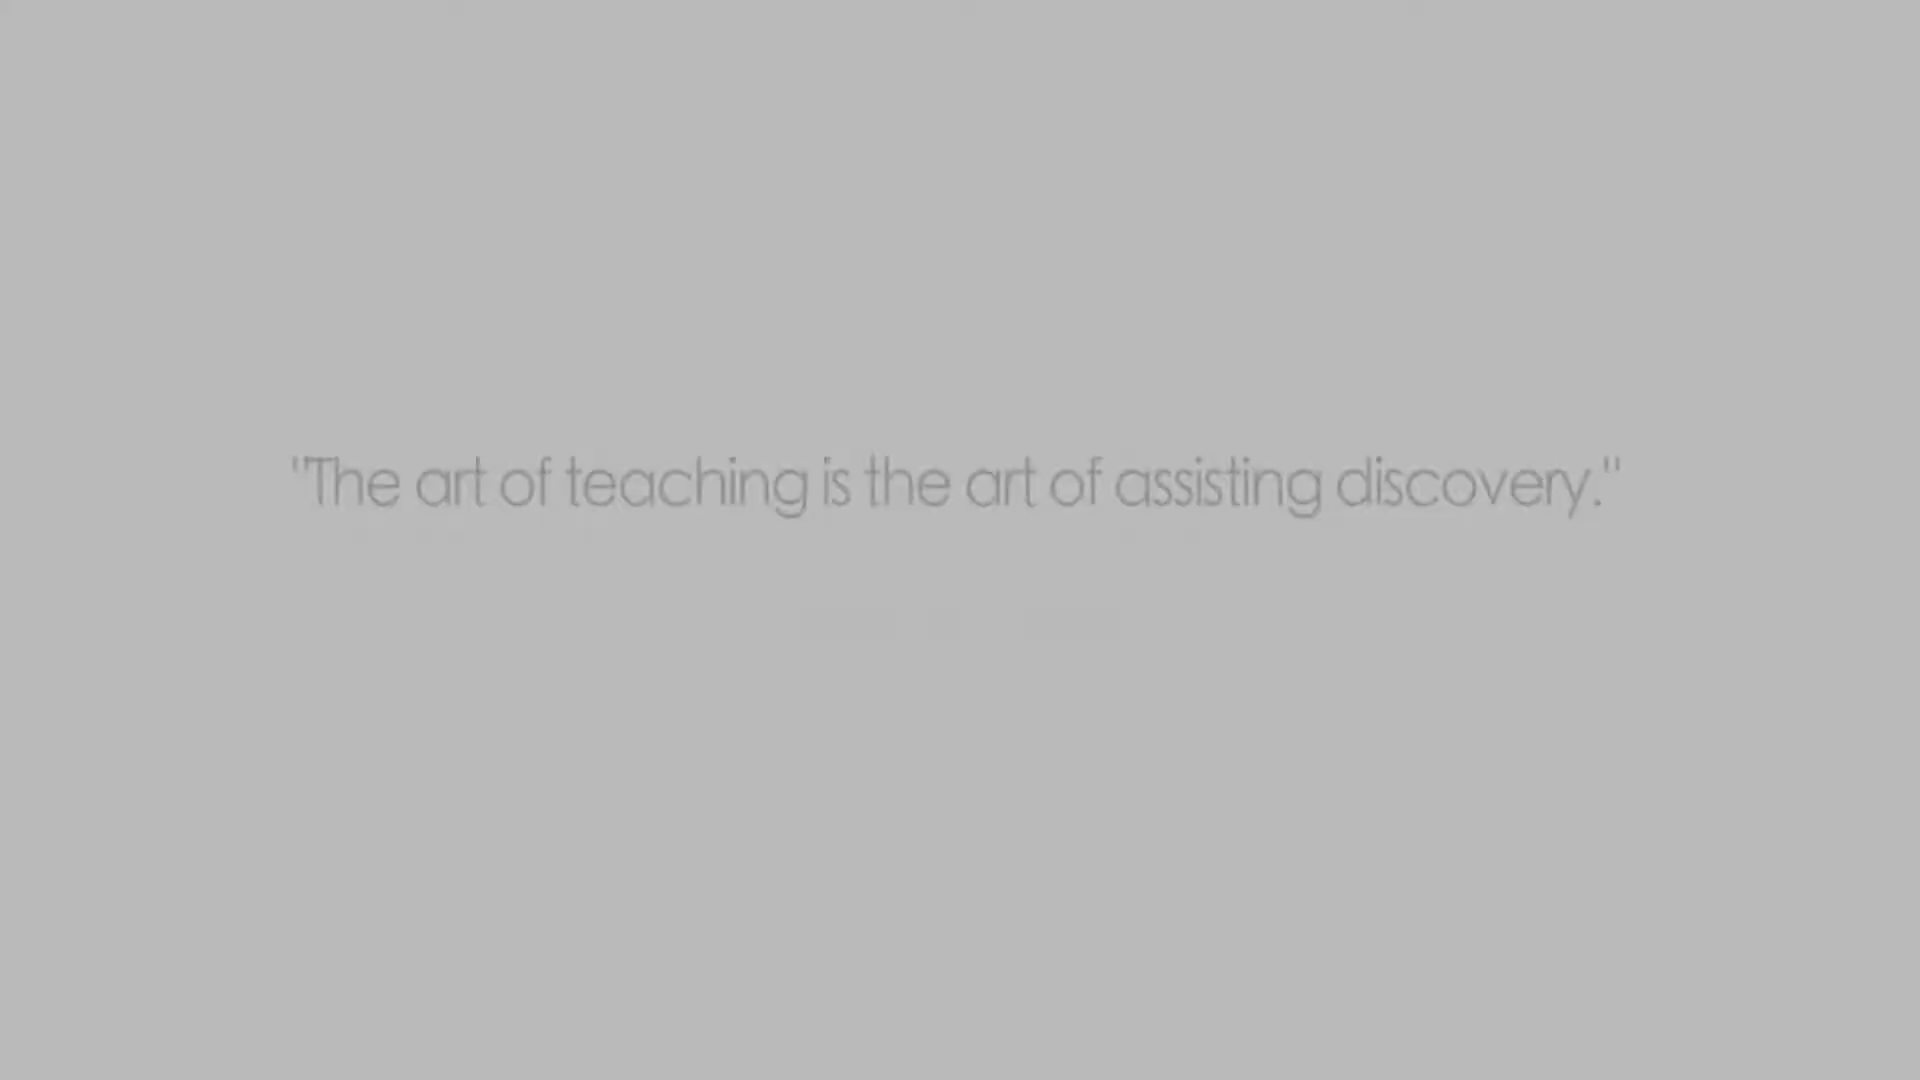 "The art of teaching is the art of assisting discovery."